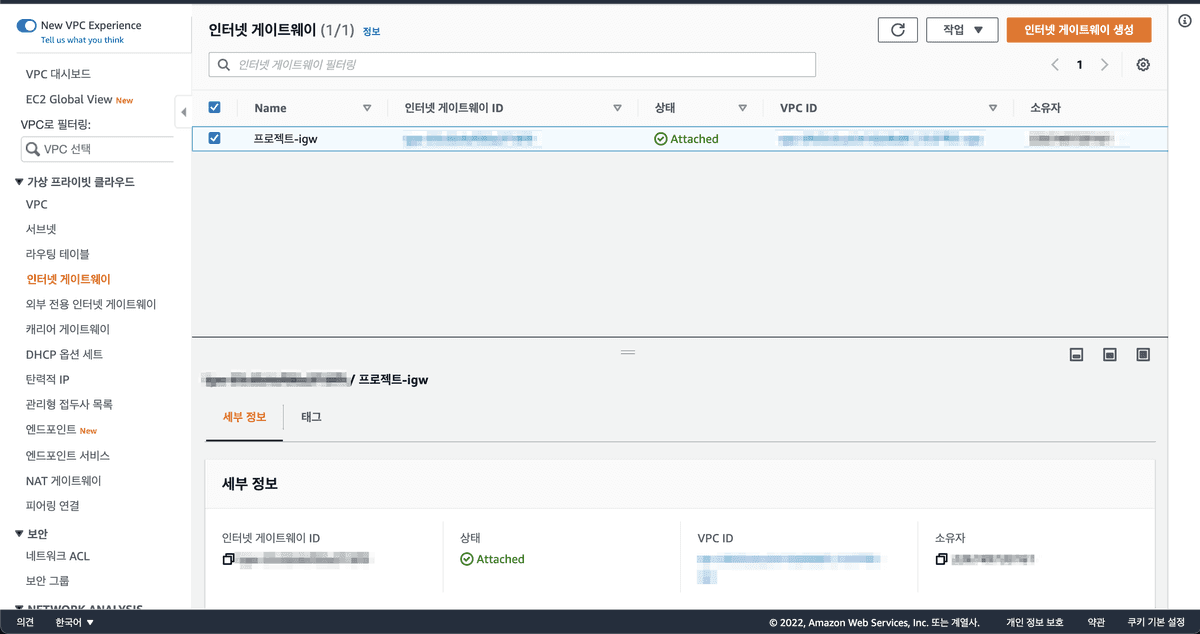 New VPC Experience
Tell us what you think
VPC 대시보드
EC2 Global View New
VPC로 필터링:
VPC 선택
가상 프라이빗 클라우드
VPC
서브넷
라우팅 테이블
인터넷 게이트웨이
외부 전용 인터넷 게이트웨이
캐리어 게이트웨이
DHCP 옵션 세트
탄력적 IP
관리형 접두사 목록
엔드포인트 New
엔드포인트 서비스
NAT 게이트웨이
피어링 연결
보안
네트워크 ACL
보안 그룹
NETWORK ANALYSIS
인터넷 게이트웨이 (1/1) 정보
작업
인터넷 게이트웨이 생성
인터넷 게이트웨이 필터링
1
Name 인터넷 게이트웨이 ID 상태 VPC ID 소유자
프로젝트-igw Attached
/ 프로젝트-igw
세부 정보 태그
세부 정보
인터넷 게이트웨이 ID 상태 VPC ID 소유자
Attached
의견 한국어 © 2022, Amazon Web Services, Inc. 또는 계열사. 개인 정보 보호 약관 쿠키 기본 설정